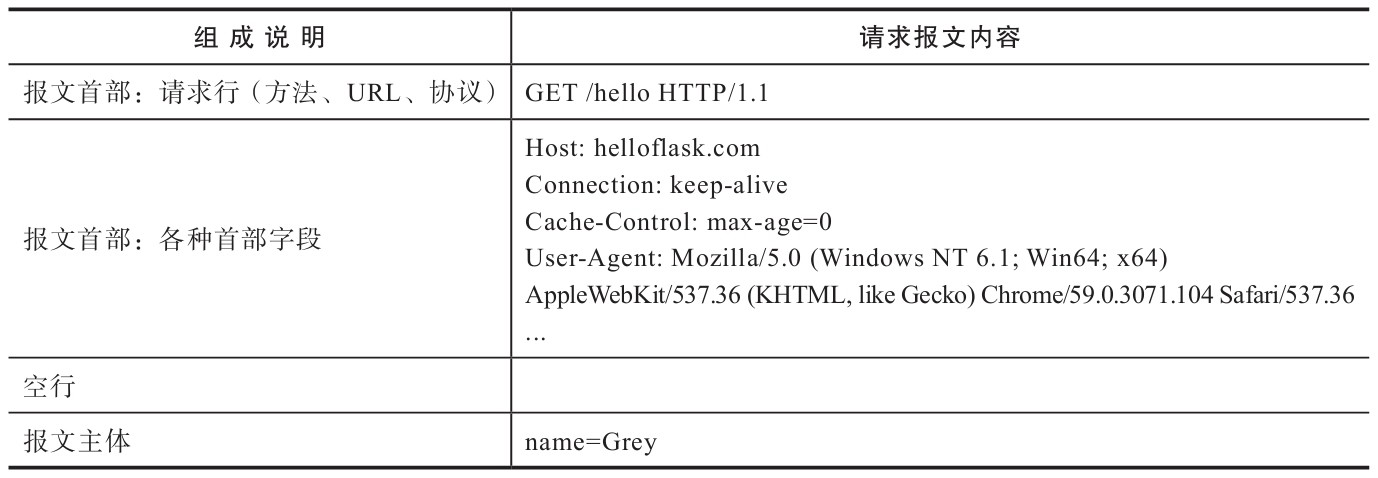 组成说明 请求报文内容
报文首部：请求行（方法、URL、协议） GET /hello HTTP/1.1
报文首部：各种首部字段
Host: helloflask.com
Connection: keep-alive
Cache-Control: max-age=0
User-Agent: Mozilla/5.0 (Windows NT 6.1; Win64; x64)
AppleWebKit/537.36 (KHTML, like Gecko) Chrome/59.0.3071.104 Safari/537.36
...
空行
报文主体 name=Grey